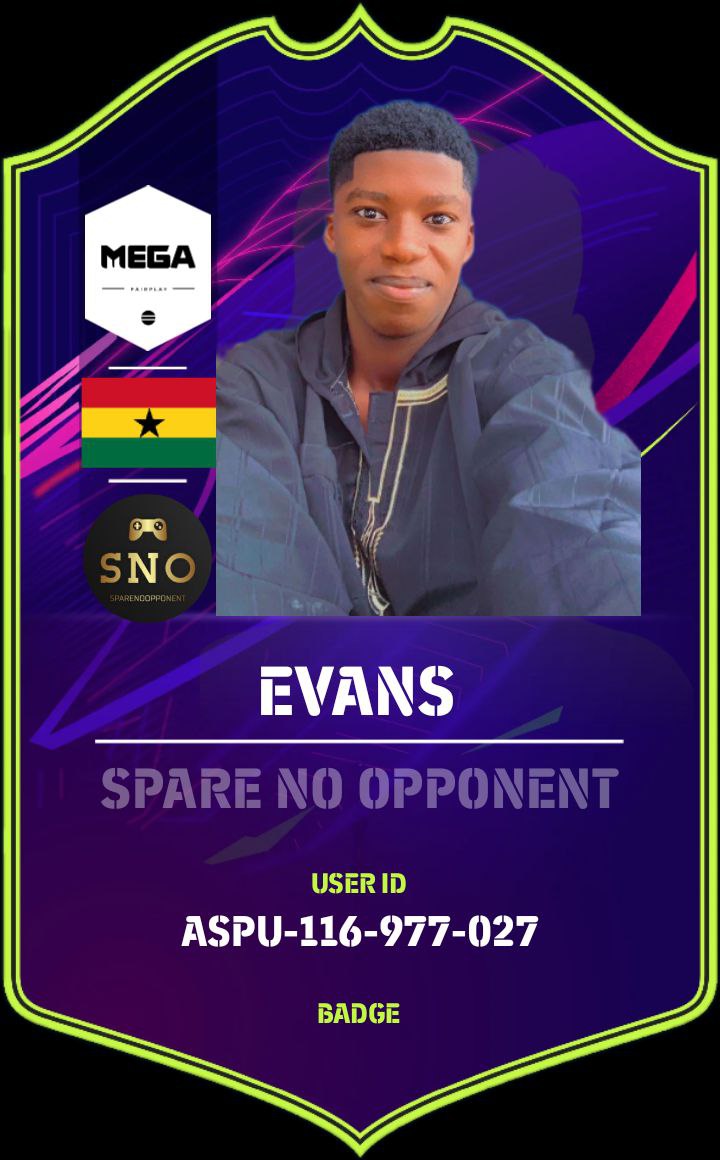 MEGA
FAIRPLAY
SNO
SPARENOOPPONENT
EVANS
SPARE NO OPPONENT
USER ID
ASPU-116-977-027
BADGE